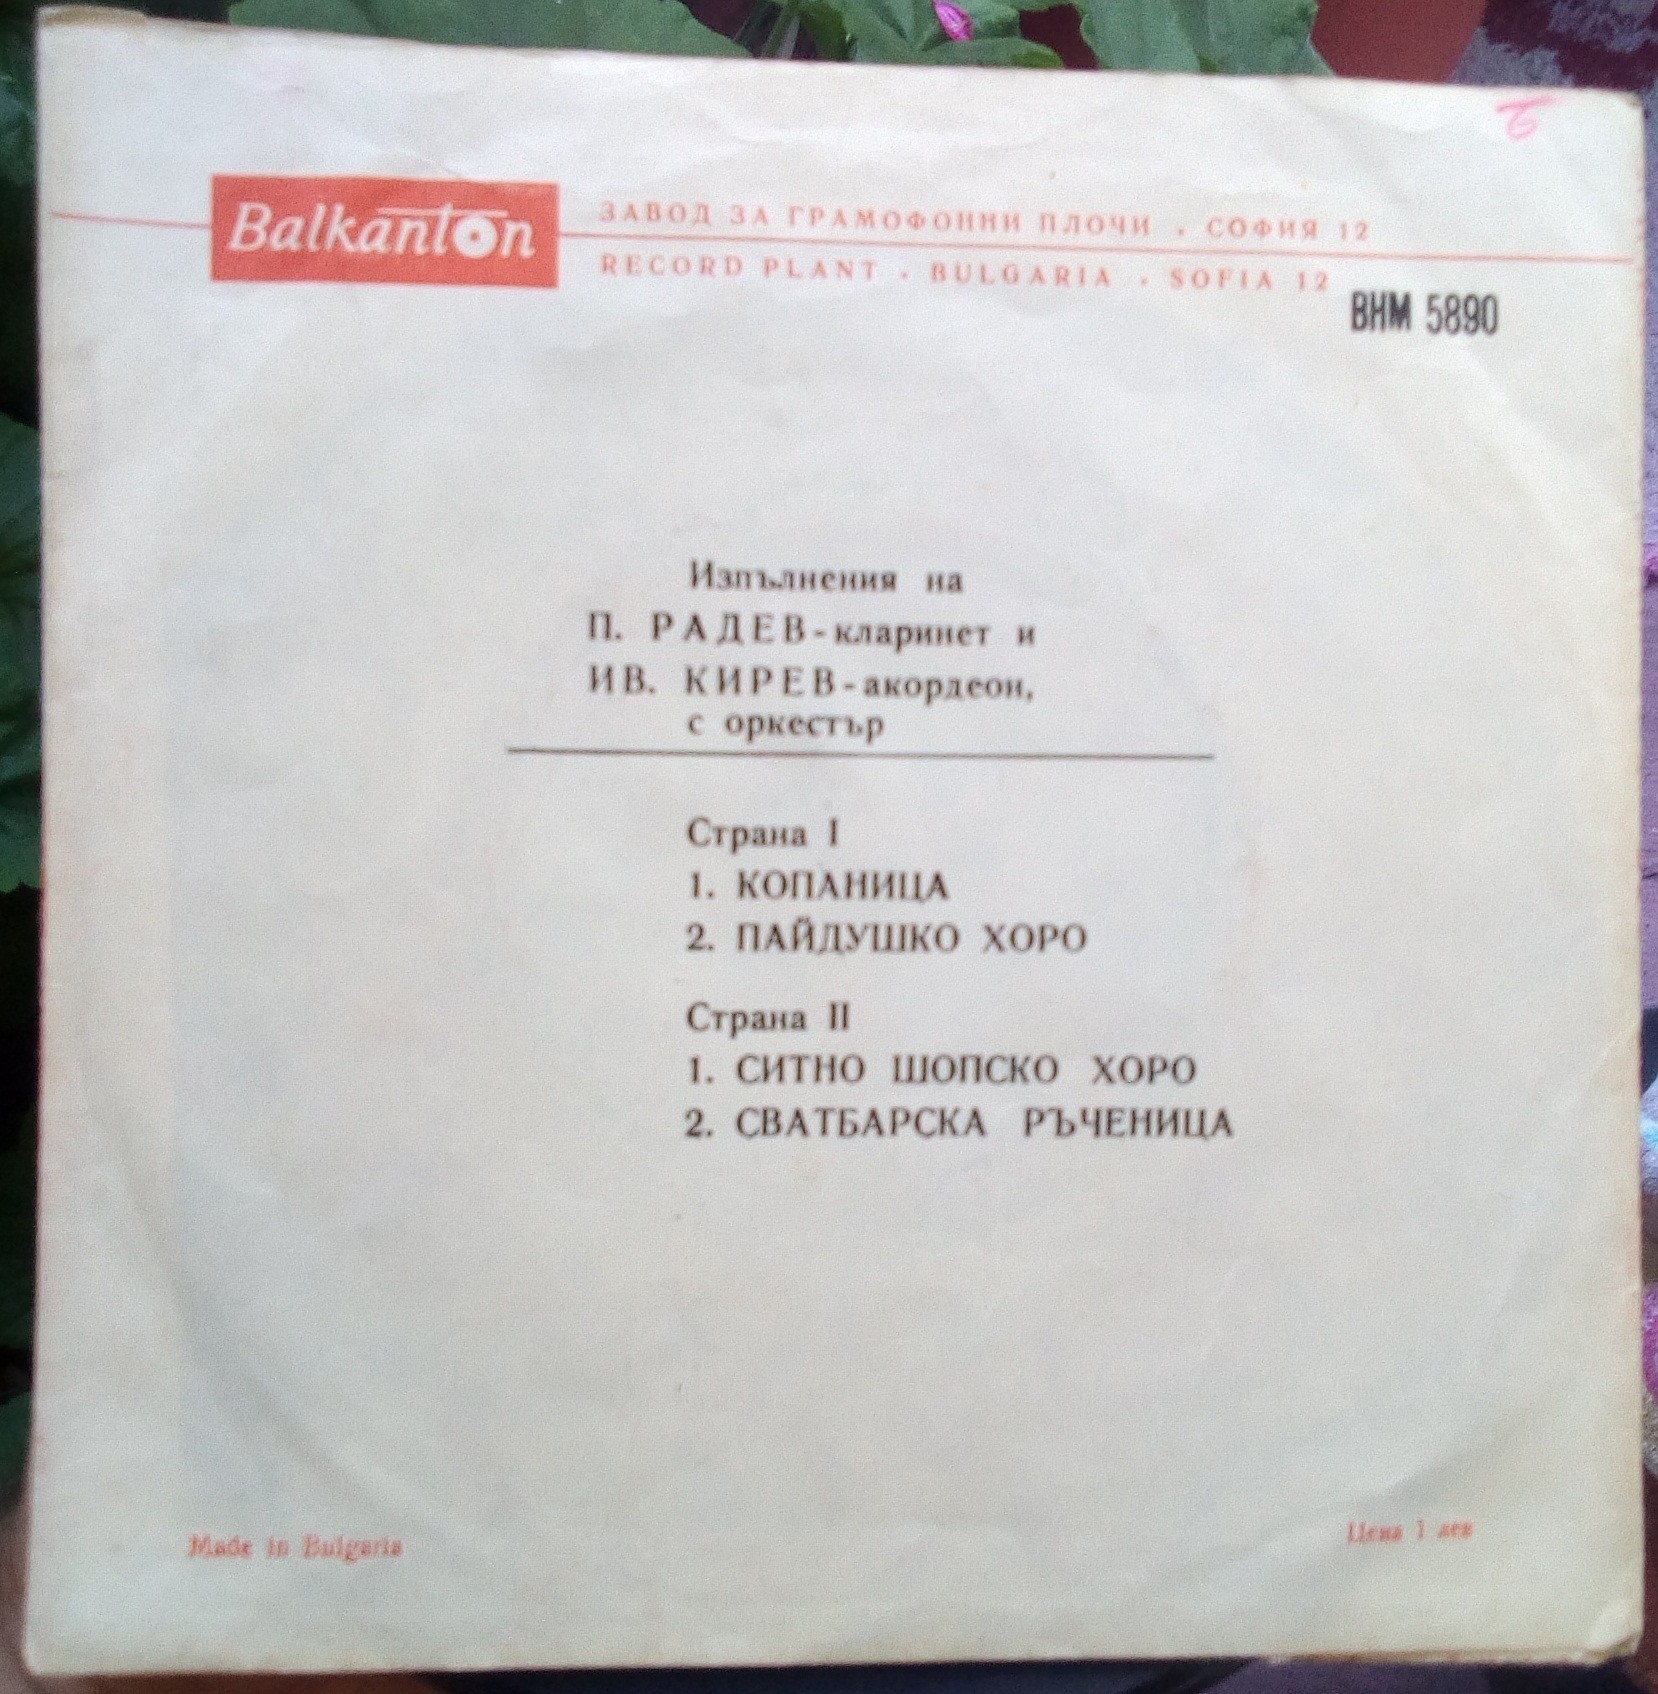 Balkanton
ЗАВОД ЗА ГРАМОФОННИ ПЛОЧИ . СОФИЯ 12
RECORD PLANT . BULGARIA . SOFIA 12
ВНМ 5890
Изпълнения на
П. РАДЕВ-кларинет и
ИВ. КИРЕВ-акордеон,
с оркестър
Страна I
1. КОПАНИЦА
2. ПАЙДУШКО ХОРО
Страна II
1. СИТНО ШОПСКО ХОРО
2. СВАТБАРСКА РЪЧЕНИЦА
Made in Bulgaria
Цена 1 лев